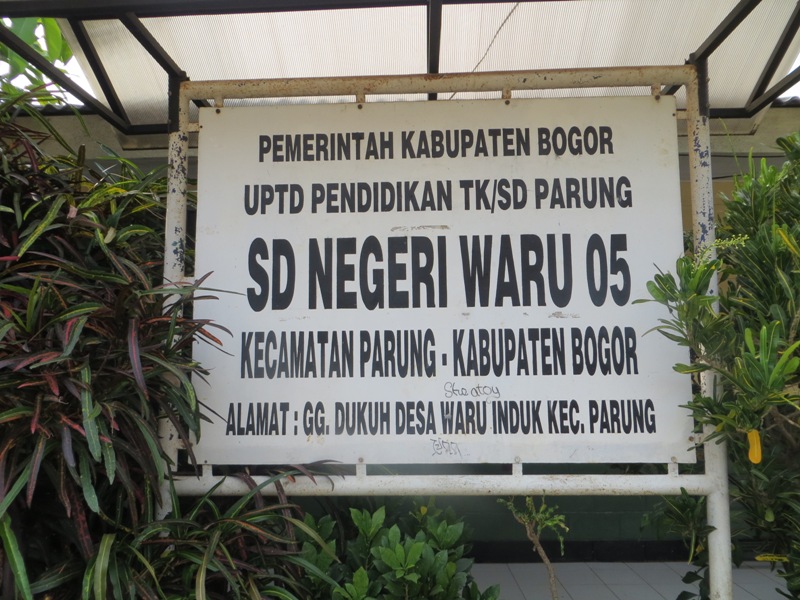 PEMERINTAH KABUPATEN BOGOR
UPTD PENDIDIKAN TK/SD PARUNG
SD NEGERI WARU 05
KECAMATAN PARUNG - KABUPATEN BOGOR
ALAMAT : GG. DUKUH DESA WARU INDUK KEC. PARUNG